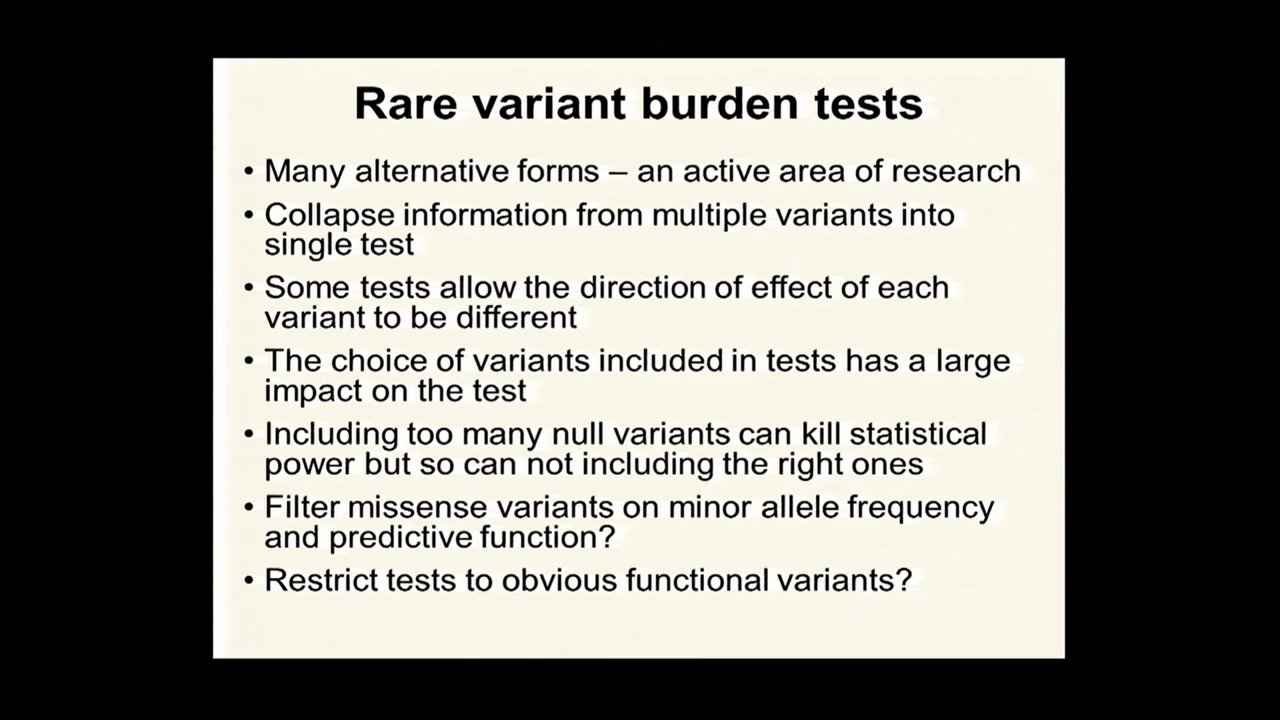 Rare variant burden tests
• Many alternative forms – an active area of research
• Collapse information from multiple variants into
single test
• Some tests allow the direction of effect of each
variant to be different
• The choice of variants included in tests has a large
impact on the test
• Including too many null variants can kill statistical
power but so can not including the right ones
• Filter missense variants on minor allele frequency
and predictive function?
• Restrict tests to obvious functional variants?